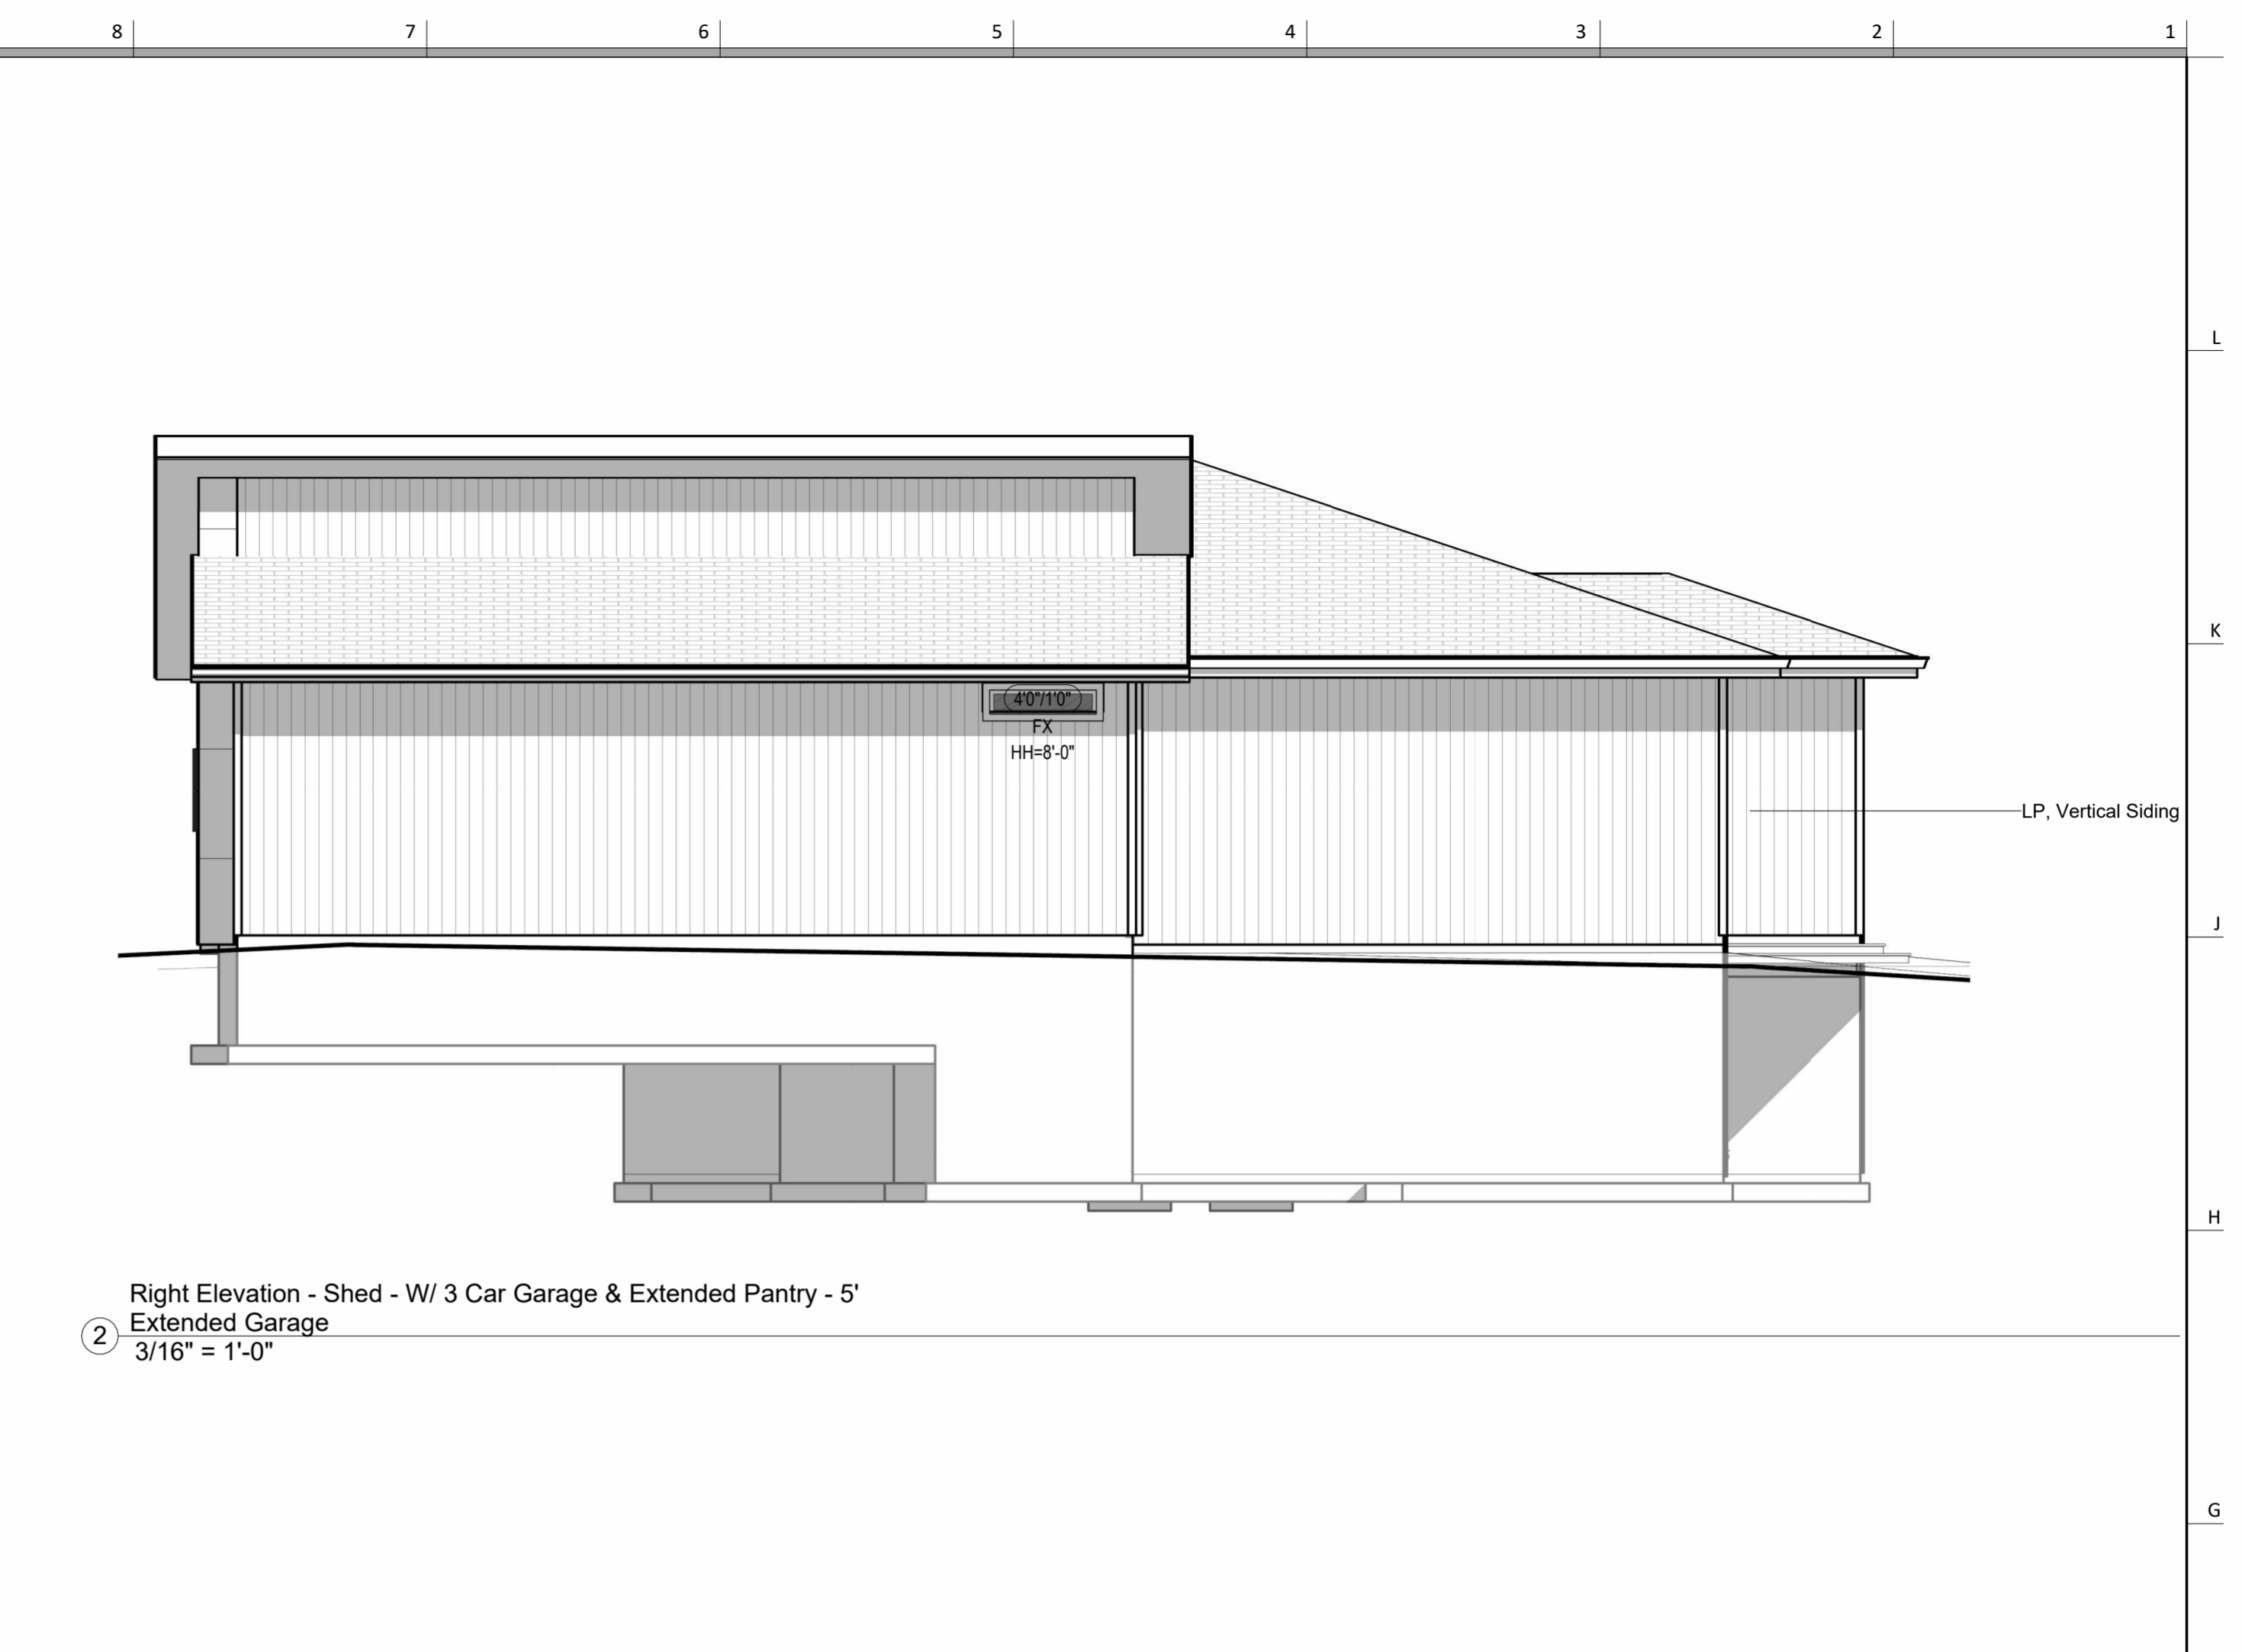 8 7 6 5 4 3 2 1
L
K
4'0"/1'0"
FX
HH=8'-0"
LP, Vertical Siding
J
H
Right Elevation - Shed - W/ 3 Car Garage & Extended Pantry - 5'
Extended Garage
2
3/16" = 1'-0"
G